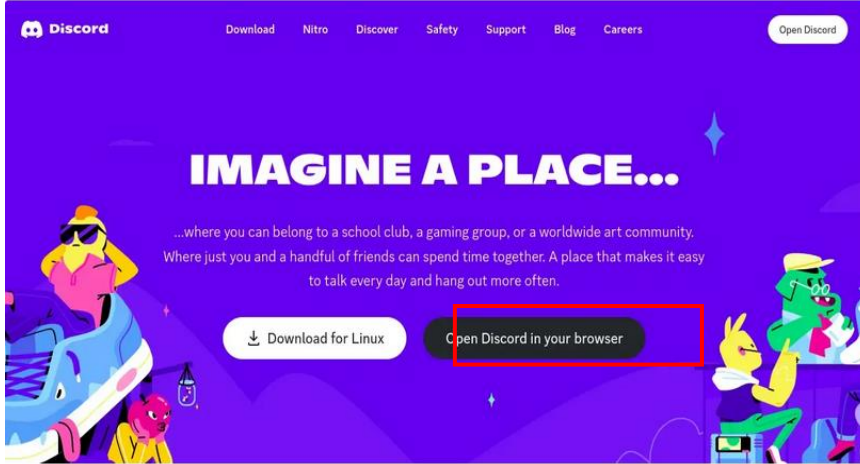 Discord
Download Nitro Discover Safety Support Blog Careers
Open Discord
IMAGINE A PLACE...
...where you can belong to a school club, a gaming group, or a worldwide art community.
Where just you and a handful of friends can spend time together. A place that makes it easy
to talk every day and hang out more often.
Download for Linux
Open Discord in your browser